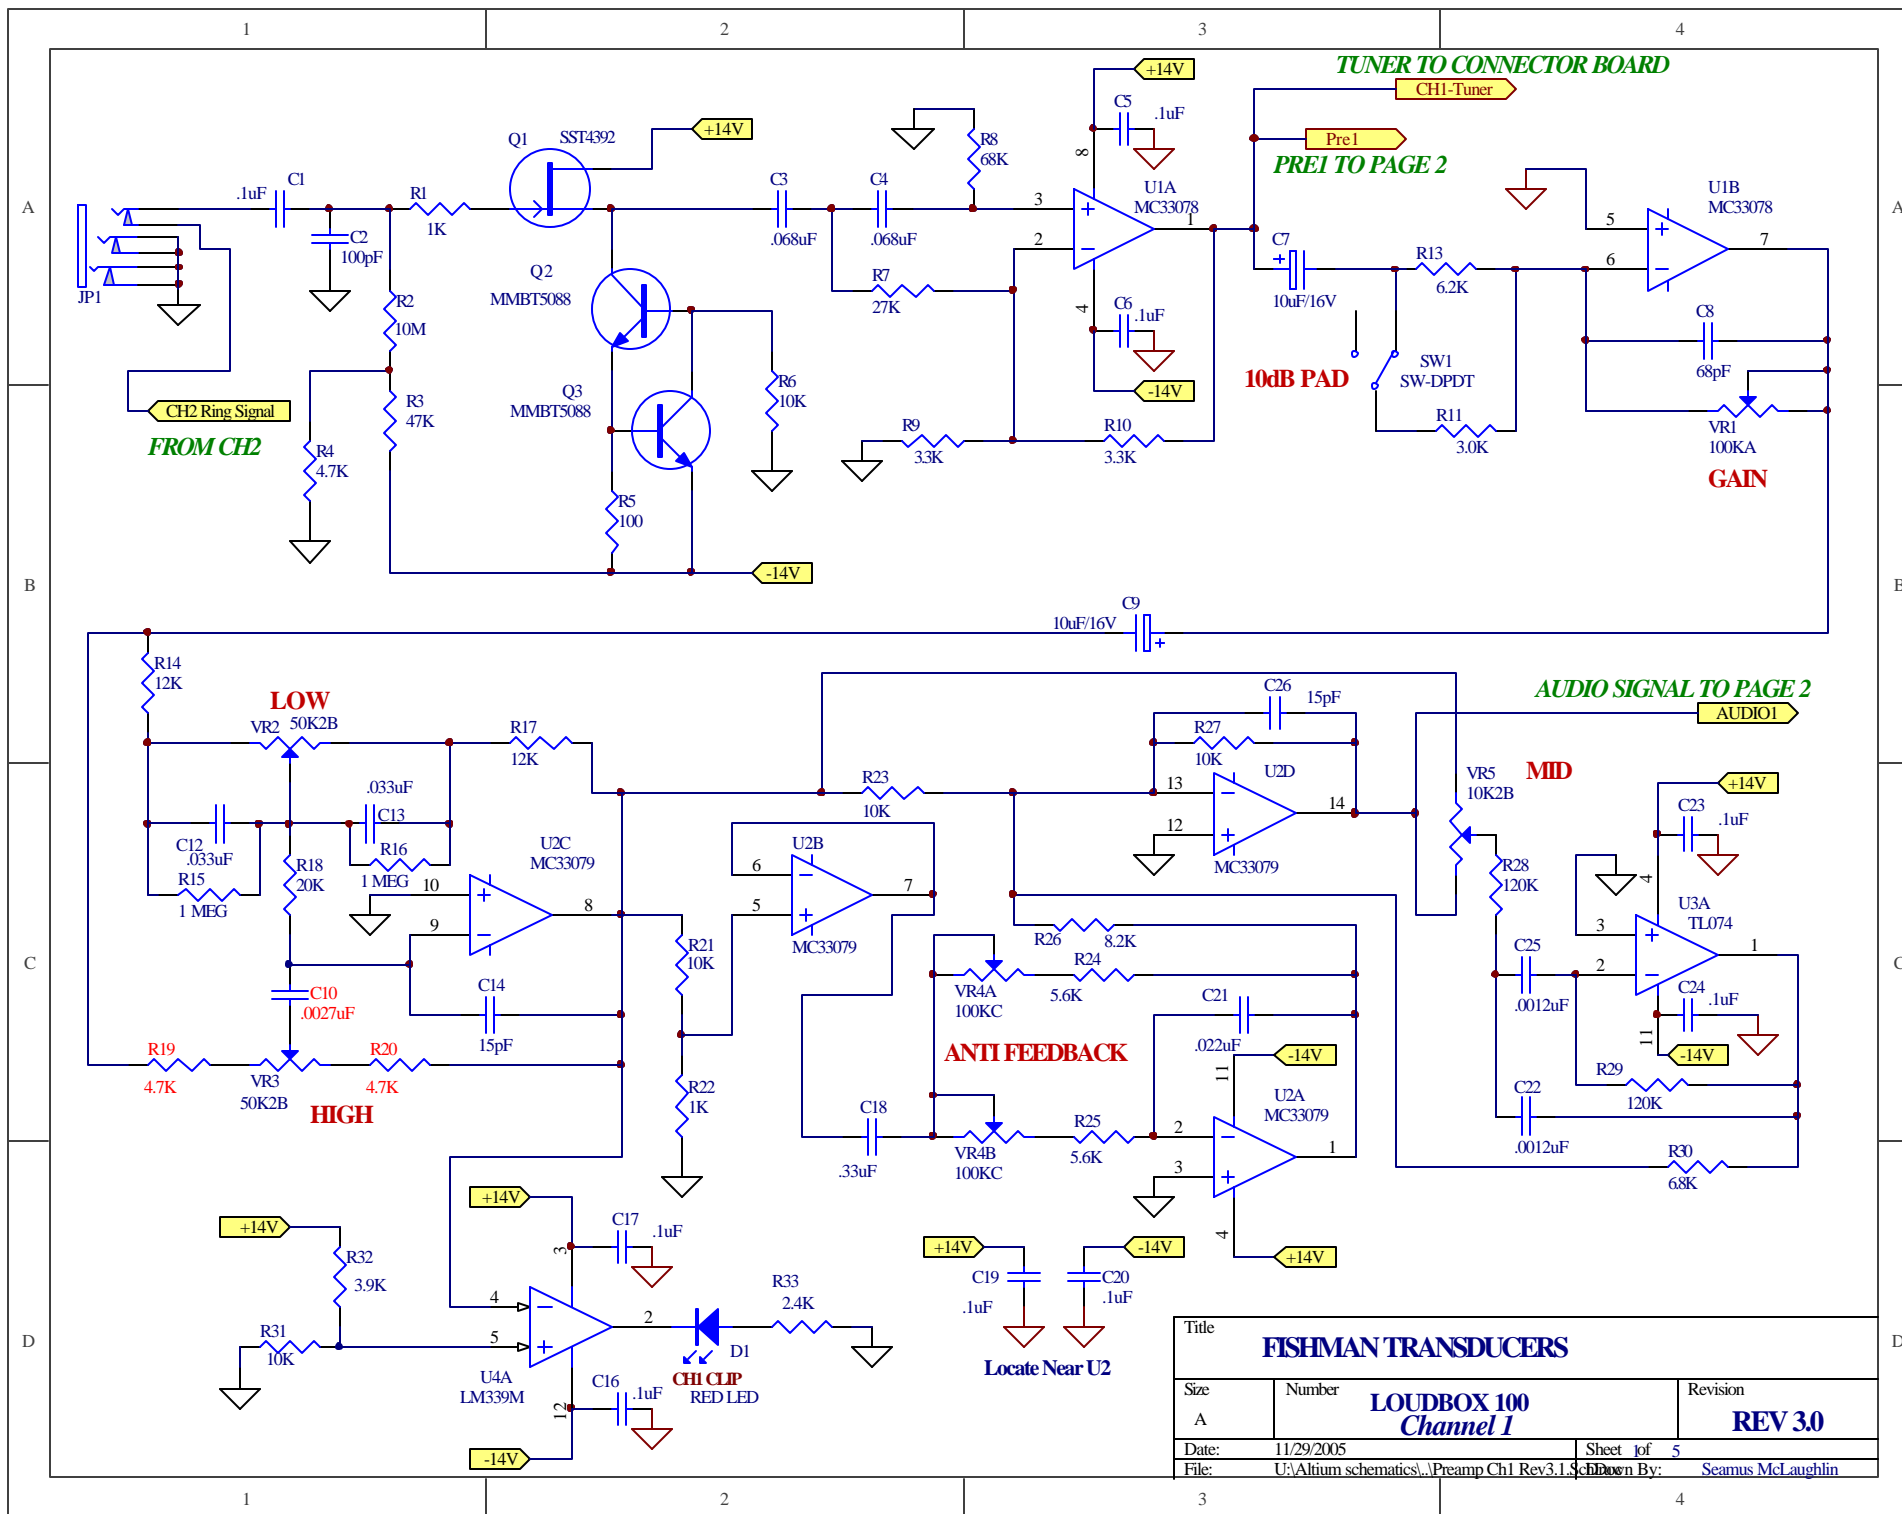 1
2
3
4
A
A
B
B
C
C
D
D
TUNER TO CONNECTOR BOARD
CH1-Tuner
Pre1
PRE1 TO PAGE 2
+14V
C5
.1uF
8
Q1
SST4392
+14V
R8
68K
C1
.1uF
R1
1K
C2
100pF
JP1
C3
.068uF
C4
.068uF
U1A
MC33078
3
2
1
4
C6
.1uF
-14V
C7
+
10uF/16V
R13
6.2K
U1B
MC33078
5
6
7
C8
68pF
VR1
100KA
GAIN
10dB PAD
SW1
SW-DPDT
R11
3.0K
Q2
MMBT5088
R7
27K
R2
10M
Q3
MMBT5088
R6
10K
CH2 Ring Signal
FROM CH2
R3
47K
R4
4.7K
R9
3.3K
R10
3.3K
R5
100
-14V
C9
10uF/16V
+
R14
12K
LOW
VR2
50K2B
R17
12K
C26
15pF
R27
10K
U2D
13
12
14
MC33079
AUDIO SIGNAL TO PAGE 2
AUDIO1
VR5
10K2B
MID
+14V
C23
.1uF
R23
10K
.033uF
C13
C12
.033uF
R16
1 MEG
R15
1 MEG
R18
20K
U2C
MC33079
10
9
8
U2B
6
5
7
MC33079
R28
120K
4
U3A
TL074
3
2
1
R21
10K
R26
8.2K
R24
5.6K
VR4A
100KC
C25
.0012uF
C24
.1uF
11
-14V
C10
.0027uF
C14
15pF
ANTI FEEDBACK
C21
.022uF
-14V
11
R19
4.7K
VR3
50K2B
R20
4.7K
HIGH
R22
1K
C18
.33uF
VR4B
100KC
R25
5.6K
U2A
MC33079
2
3
1
4
+14V
R29
120K
C22
.0012uF
R30
6.8K
+14V
C17
.1uF
3
+14V
R32
3.9K
R31
10K
4
5
2
U4A
LM339M
R33
2.4K
D1
CH1 CLIP
RED LED
C16
.1uF
12
-14V
+14V
-14V
C19
.1uF
C20
.1uF
Locate Near U2
Title
FISHMAN TRANSDUCERS
Size
A
Number
LOUDBOX 100
Channel 1
Revision
REV 3.0
Date:
11/29/2005
Sheet 1of 5
File:
U:\Altium schematics\..\Preamp Ch1 Rev3.1.SchDoc
Drawn By:
Seamus McLaughlin
1
2
3
4